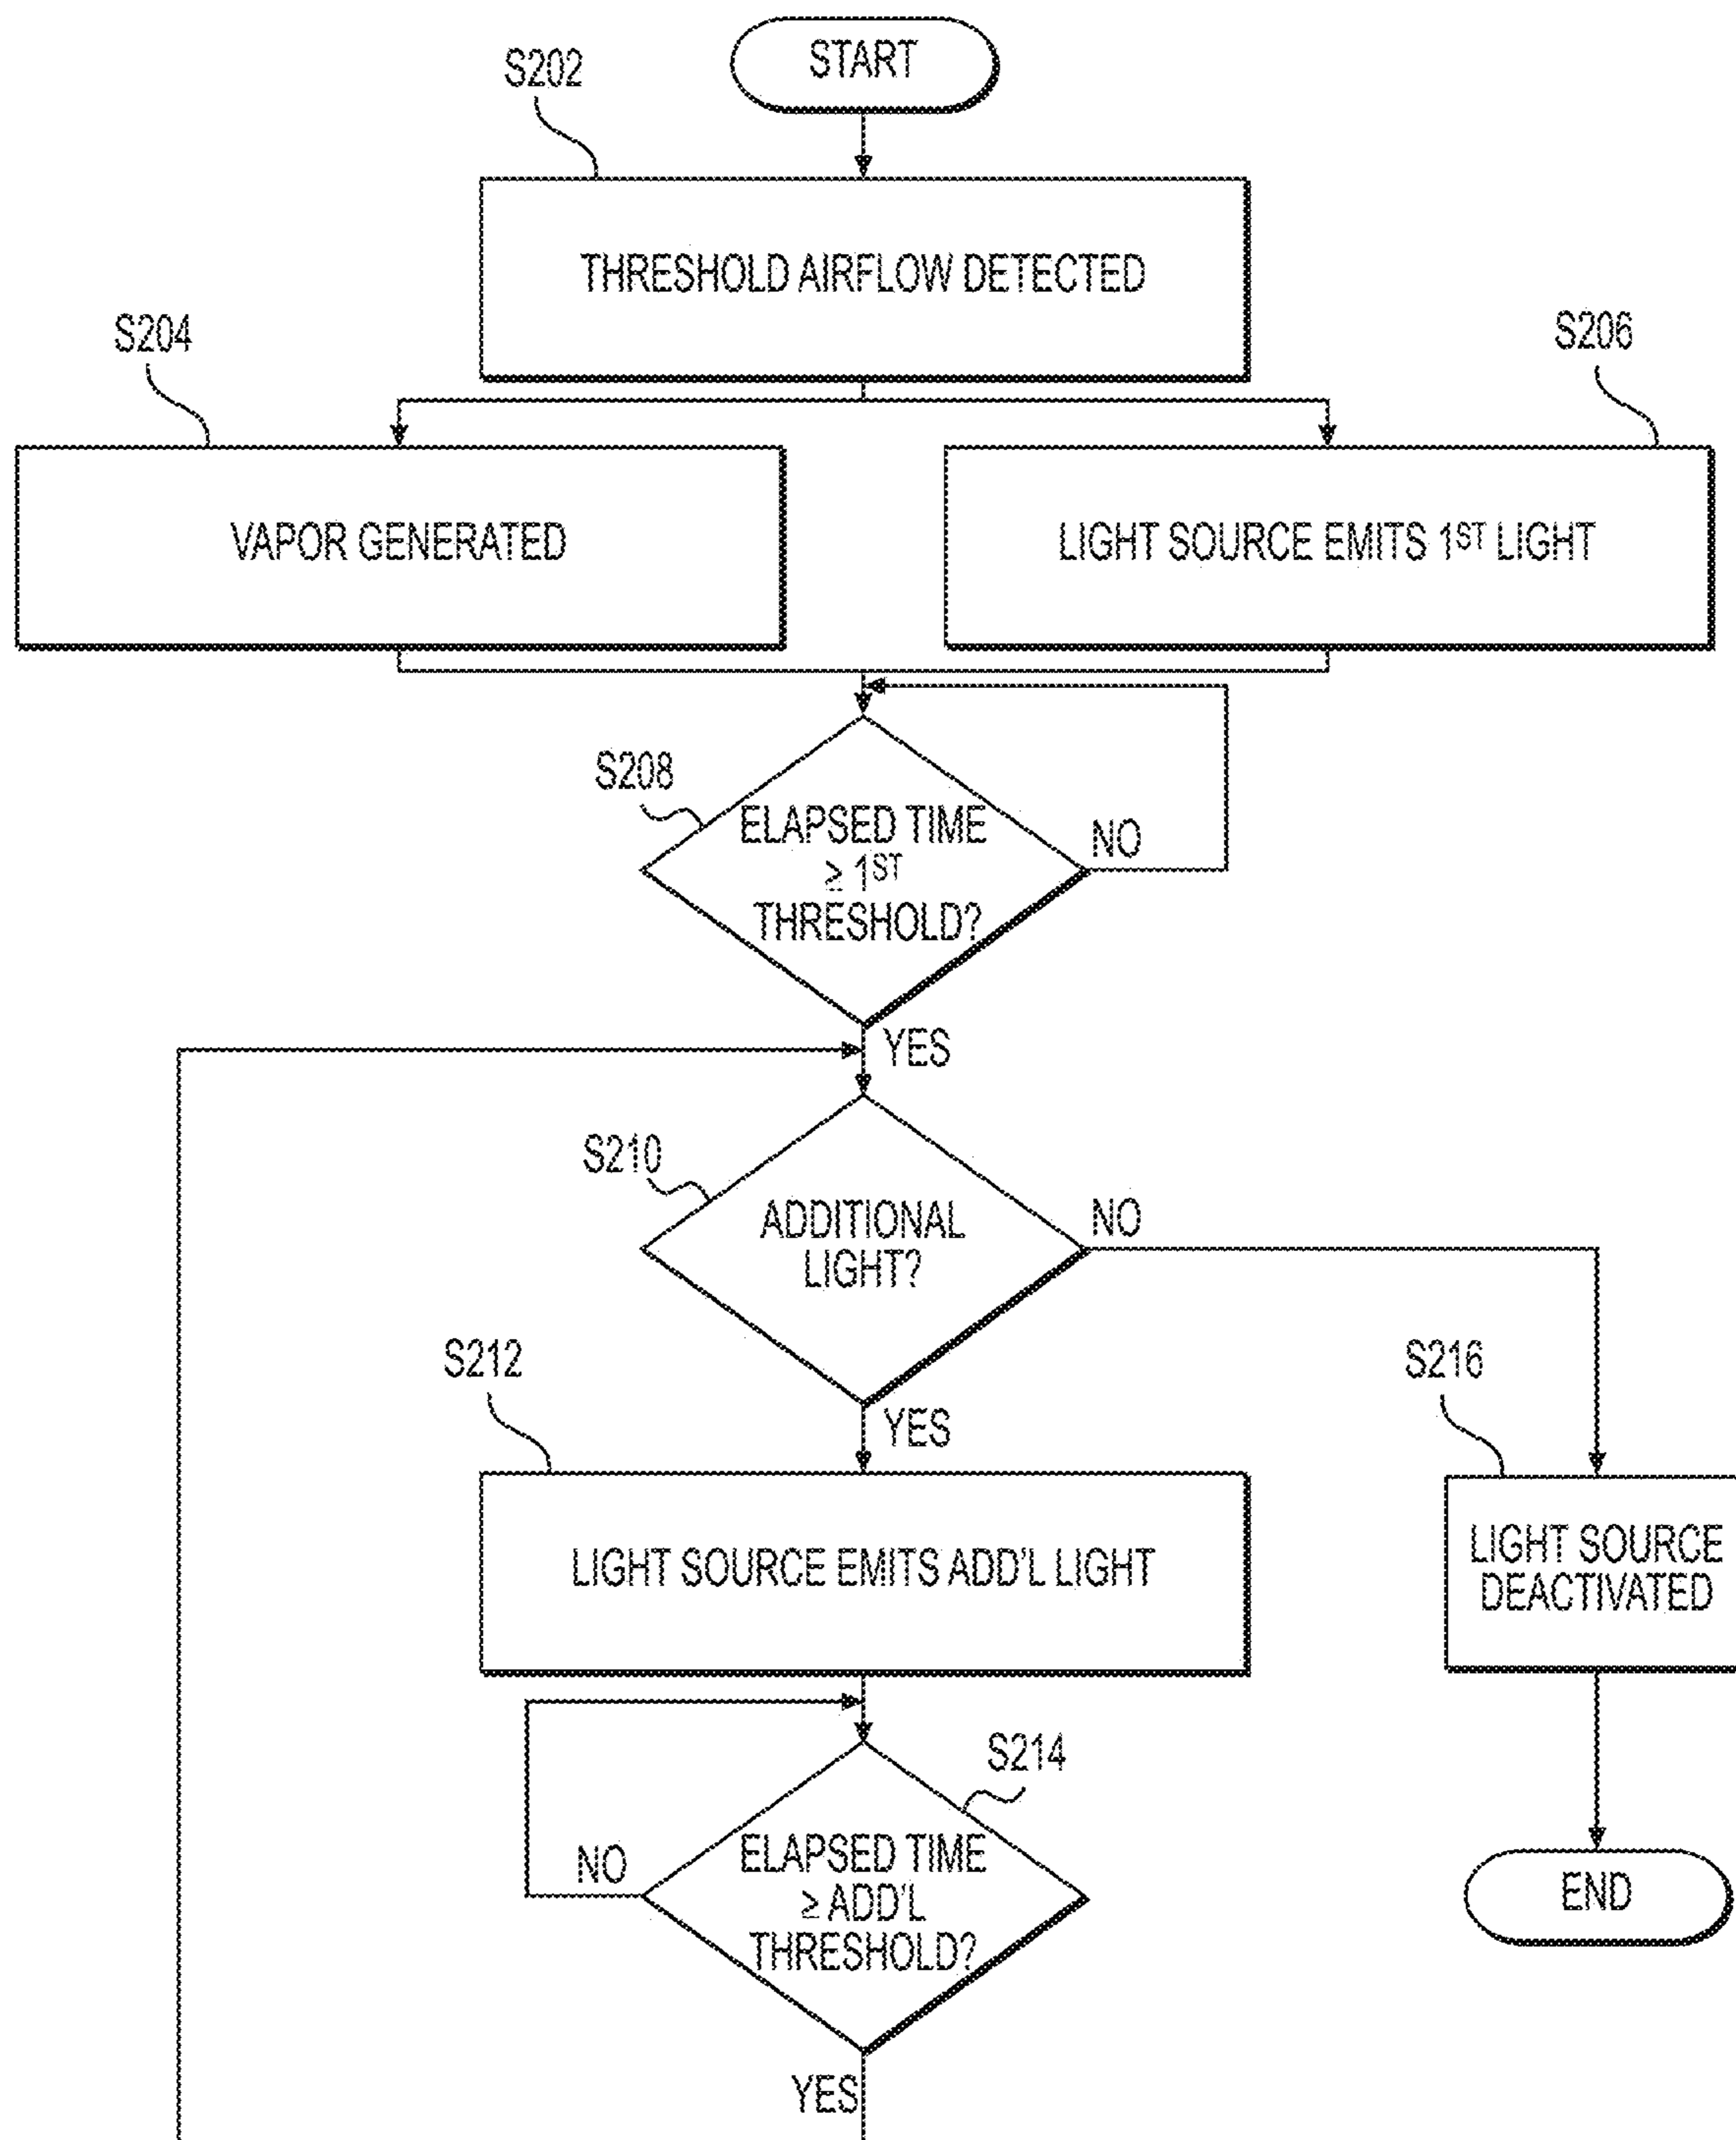 START
S202
THRESHOLD AIRFLOW DETECTED
S204
S206
VAPOR GENERATED
LIGHT SOURCE EMITS 1ST LIGHT
S208
ELAPSED TIME
≥ 1ST
THRESHOLD?
NO
YES
S210
ADDITIONAL
LIGHT?
NO
YES
S212
S216
LIGHT SOURCE EMITS ADD'L LIGHT
LIGHT SOURCE
DEACTIVATED
S214
ELAPSED TIME
≥ ADD'L
THRESHOLD?
NO
END
YES